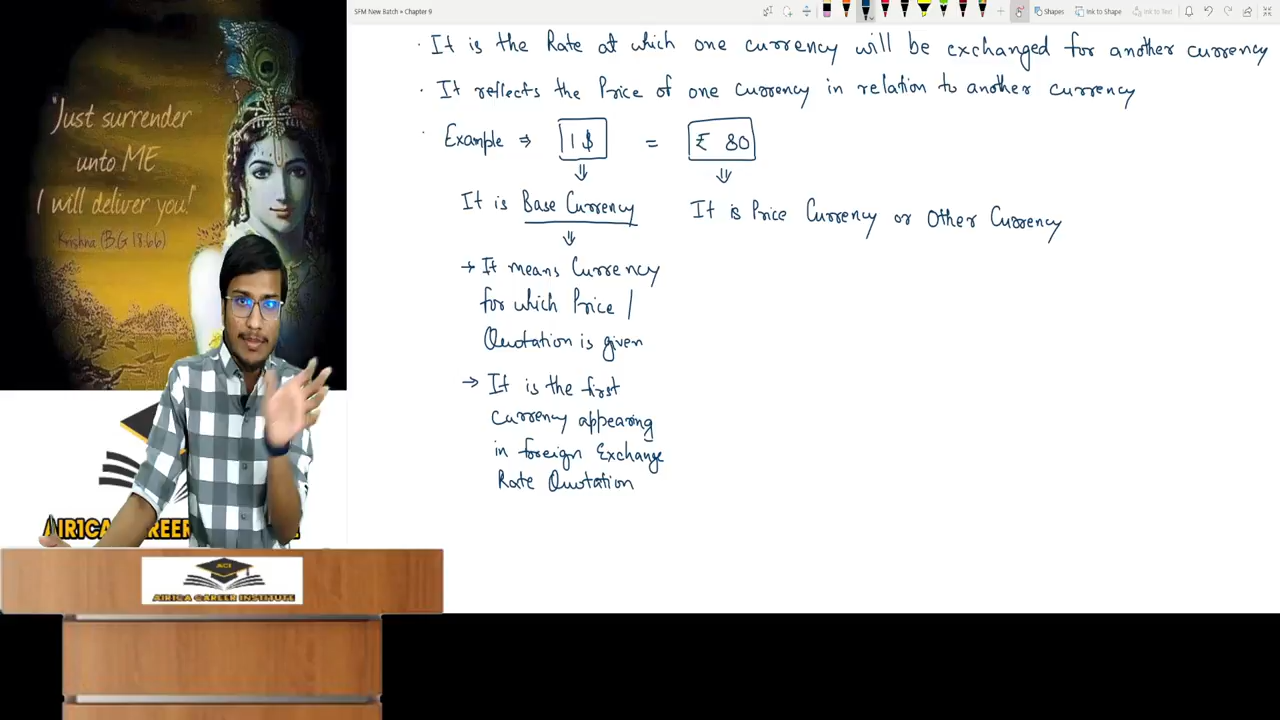 SFM New Batch » Chapter 9
Shapes
Ink to Shape
Ink to Text
"Just surrender
unto ME
I will deliver you!"
Krishna (B.G 18:66)
· It is the Rate at which one currency will be exchanged for another currency
· It reflects the Price of one currency in relation to another currency
· Example ⇒ 1 $ = ₹ 80
It is Base Currency
It is Price Currency or Other Currency
→ It means Currency
for which Price /
Quotation is given
→ It is the first
currency appearing
in foreign Exchange
Rate Quotation
ACI
AIR1CA CAREER INSTITUTE